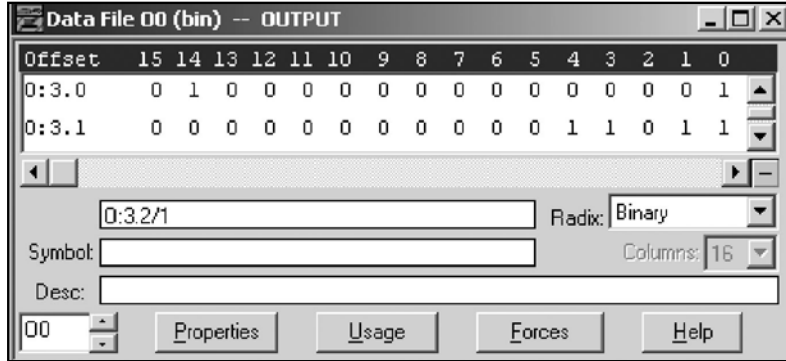 Data File O0 (bin) -- OUTPUT
Offset 15 14 13 12 11 10 9 8 7 6 5 4 3 2 1 0
O:3.0 0 1 0 0 0 0 0 0 0 0 0 0 0 0 0 1
O:3.1 0 0 0 0 0 0 0 0 0 0 0 1 1 0 1 1
O:3.2/1 Radix: Binary
Symbol: Columns: 16
Desc:
O0 Properties Usage Forces Help